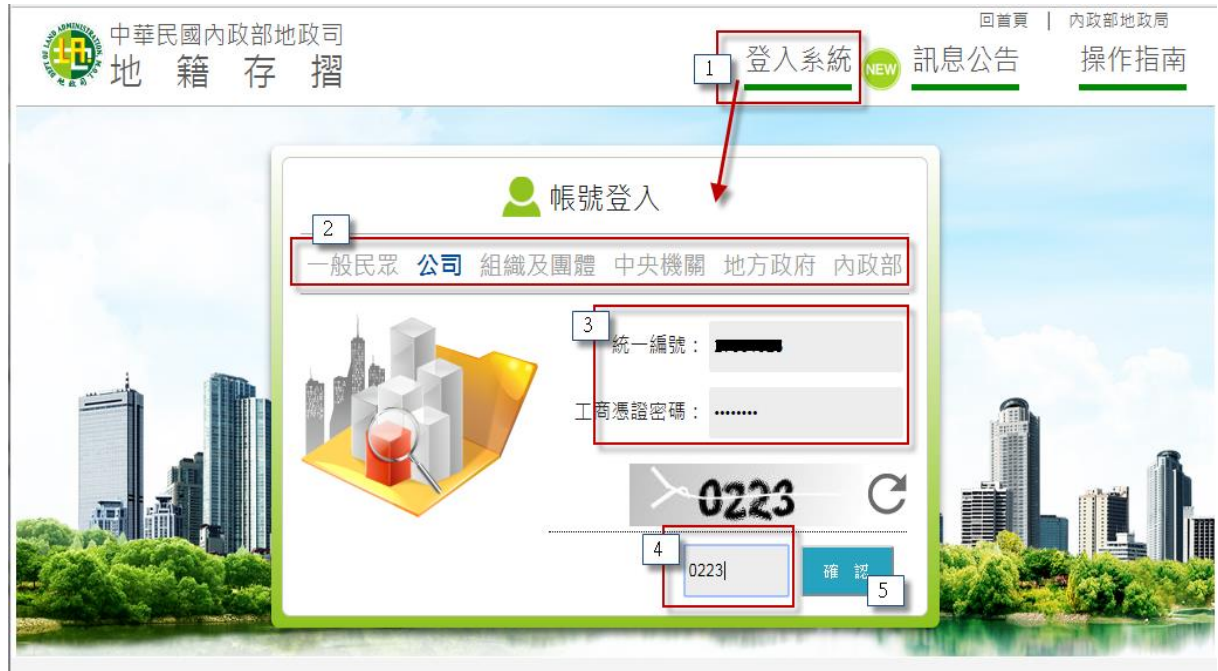 中華民國內政部地政司
地籍存摺
回首頁 | 內政部地政局
1 登入系統 NEW 訊息公告 操作指南
帳號登入
2
一般民眾 公司 組織及團體 中央機關 地方政府 內政部
3
統一編號：
工商憑證密碼： ••••••••
0223
4
0223
確 認
5